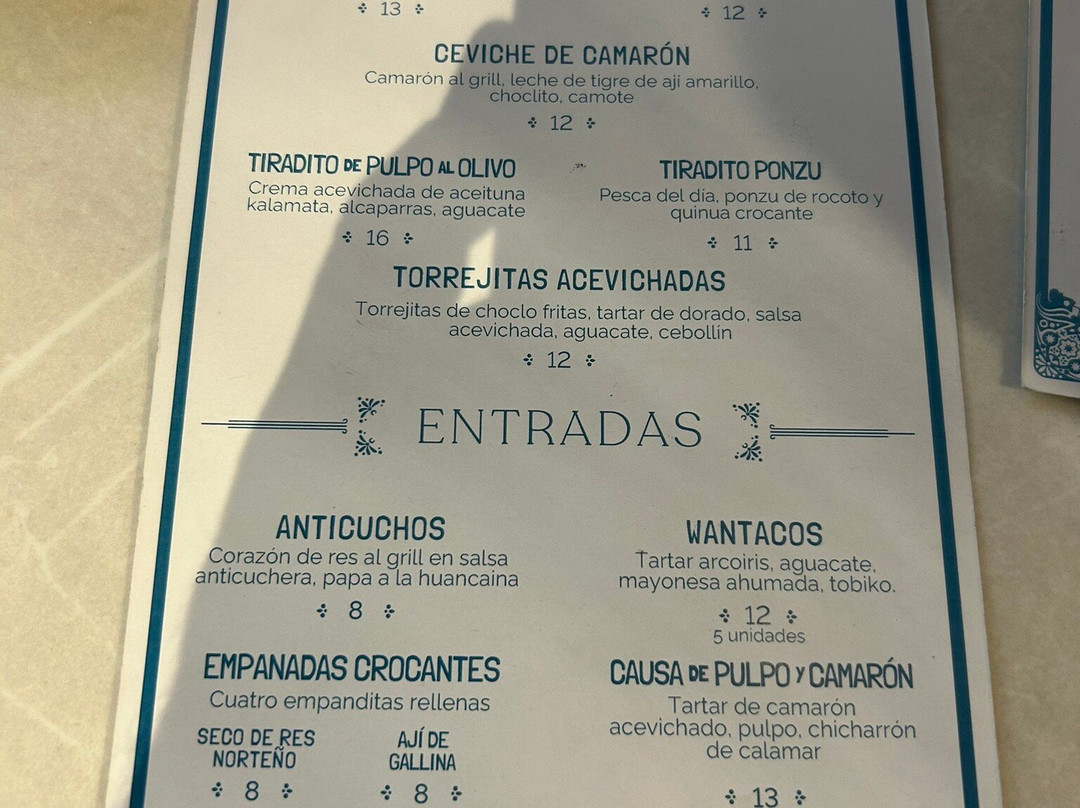 13
12
CEVICHE DE CAMARÓN
Camarón al grill, leche de tigre de ají amarillo,
choclito, camote
12
TIRADITO DE PULPO AL OLIVO
Crema acevichada de aceituna
kalamata, alcaparras, aguacate
16
TIRADITO PONZU
Pesca del día, ponzu de rocoto y
quinua crocante
11
TORREJITAS ACEVICHADAS
Torrejitas de choclo fritas, tartar de dorado, salsa
acevichada, aguacate, cebollín
12
ENTRADAS
ANTICUCHOS
Corazón de res al grill en salsa
anticuchera, papa a la huancaina
8
WANTACOS
Tartar arcoiris, aguacate,
mayonesa ahumada, tobiko.
12
5 unidades
EMPANADAS CROCANTES
Cuatro empanditas rellenas
SECO DE RES
NORTEÑO
8
AJÍ DE
GALLINA
8
CAUSA DE PULPO Y CAMARÓN
Tartar de camarón
acevichado, pulpo, chicharrón
de calamar
13